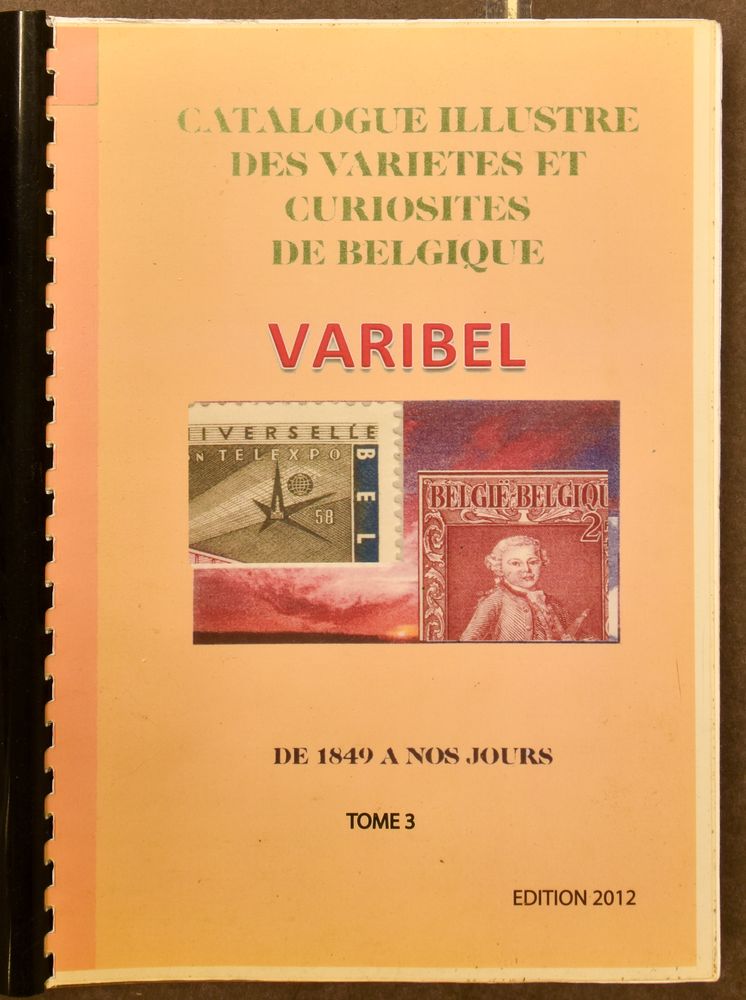 CATALOGUE ILLUSTRE
DES VARIETES ET
CURIOSITES
DE BELGIQUE
VARIBEL
IVERSELLE
N TELEXPO
BEL
58
BELGIË-BELGIQU
2
DE 1849 A NOS JOURS
TOME 3
EDITION 2012